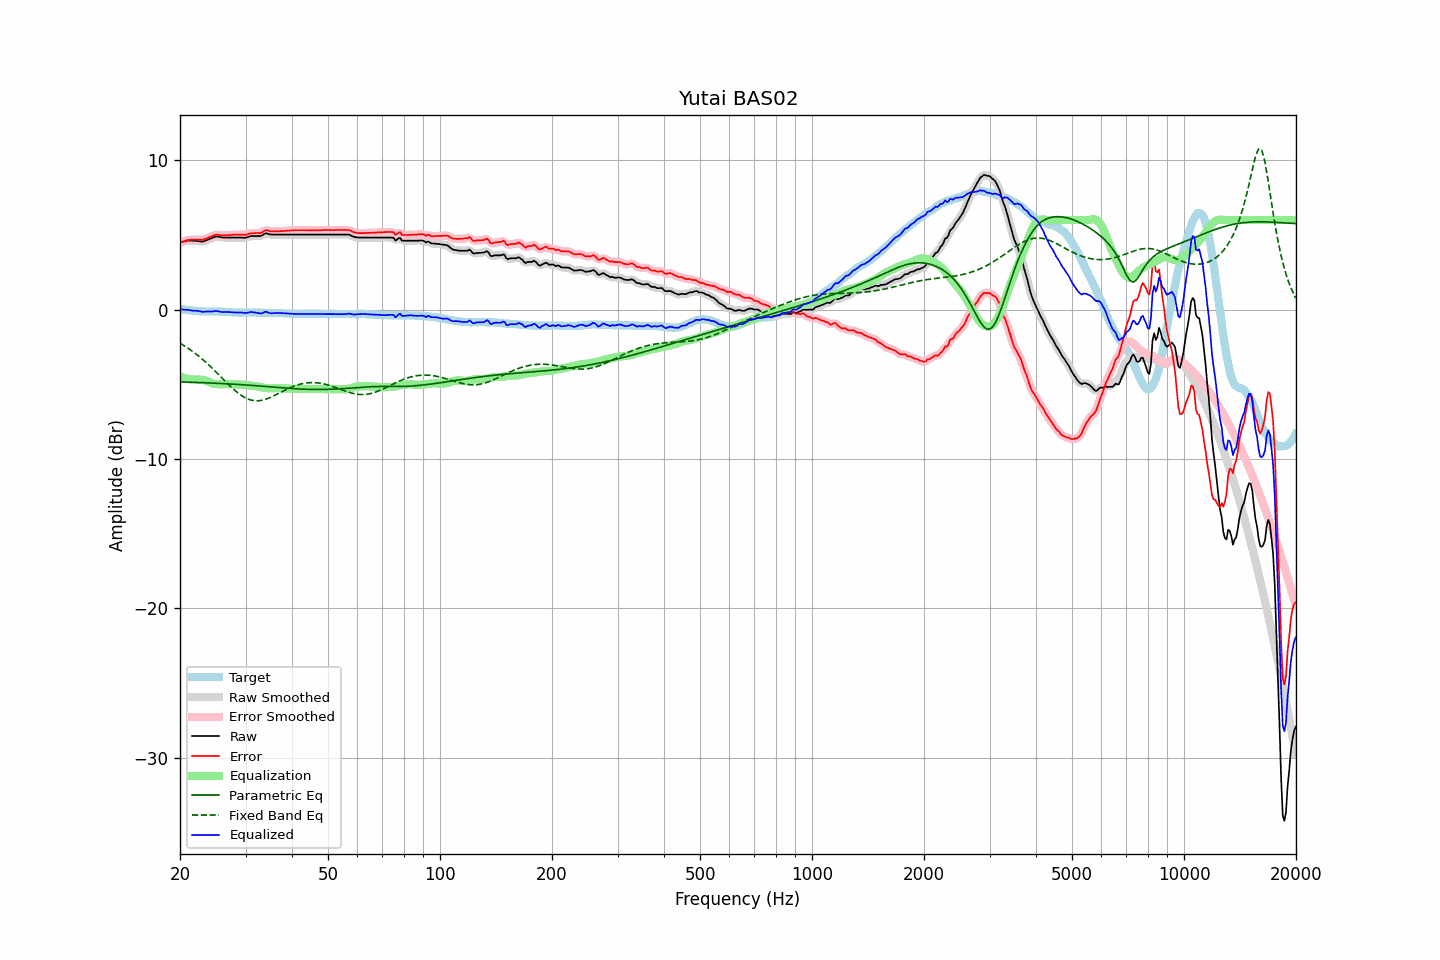 Yutai BAS02
10
0
−10
−20
−30
Amplitude (dBr)
Target
Raw Smoothed
Error Smoothed
Raw
Error
Equalization
Parametric Eq
Fixed Band Eq
Equalized
20 50 100 200 500 1000 2000 5000 10000 20000
Frequency (Hz)